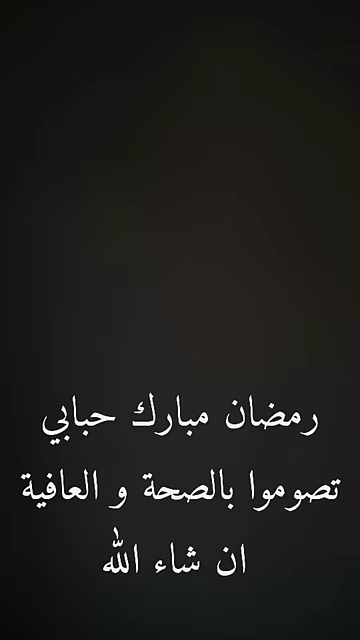 رمضان مبارك حبابي
تصوموا بالصحة و العافية
ان شاء الله